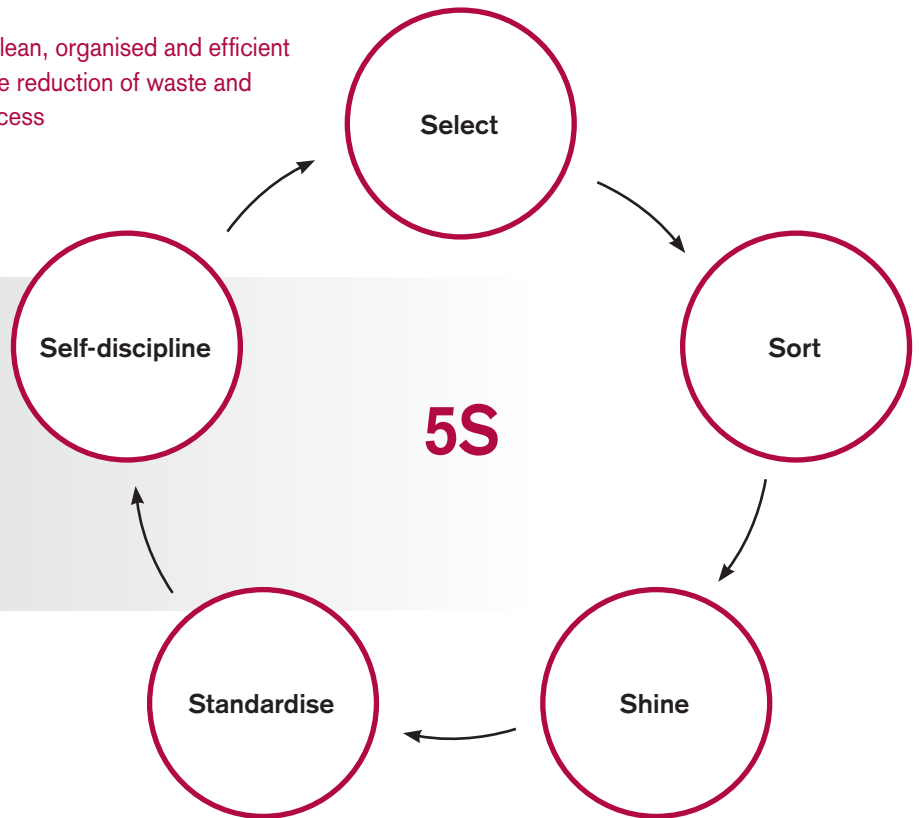 lean, organised and efficient
e reduction of waste and
cess
Select
Sort
Shine
Standardise
Self-discipline
5S